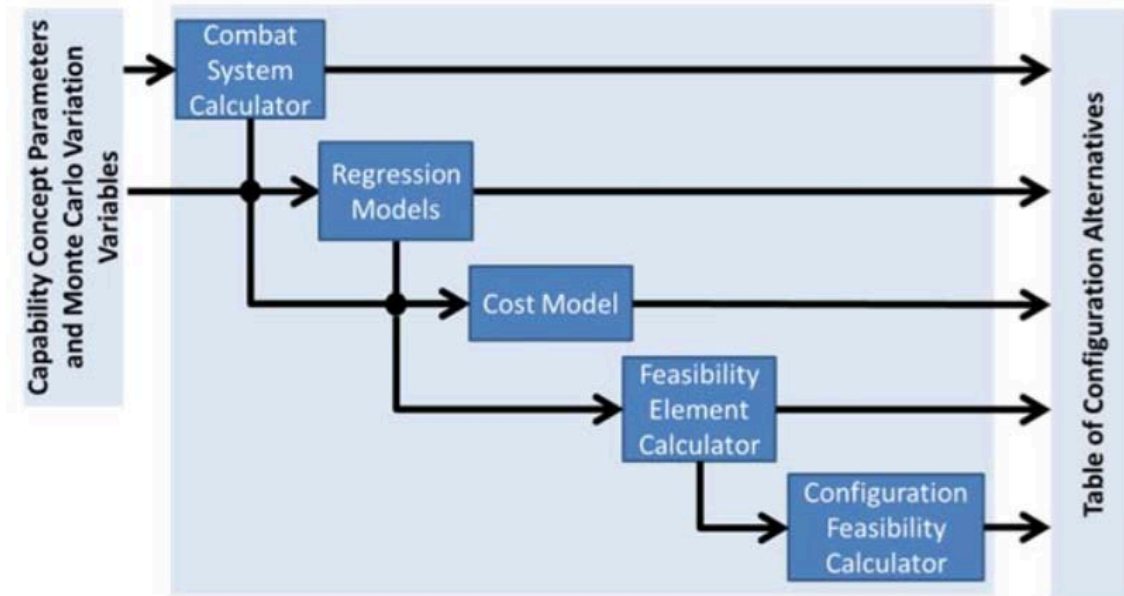 Capability Concept Parameters
and Monte Carlo Variation
Variables
Combat
System
Calculator
Regression
Models
Cost Model
Feasibility
Element
Calculator
Configuration
Feasibility
Calculator
Table of Configuration Alternatives